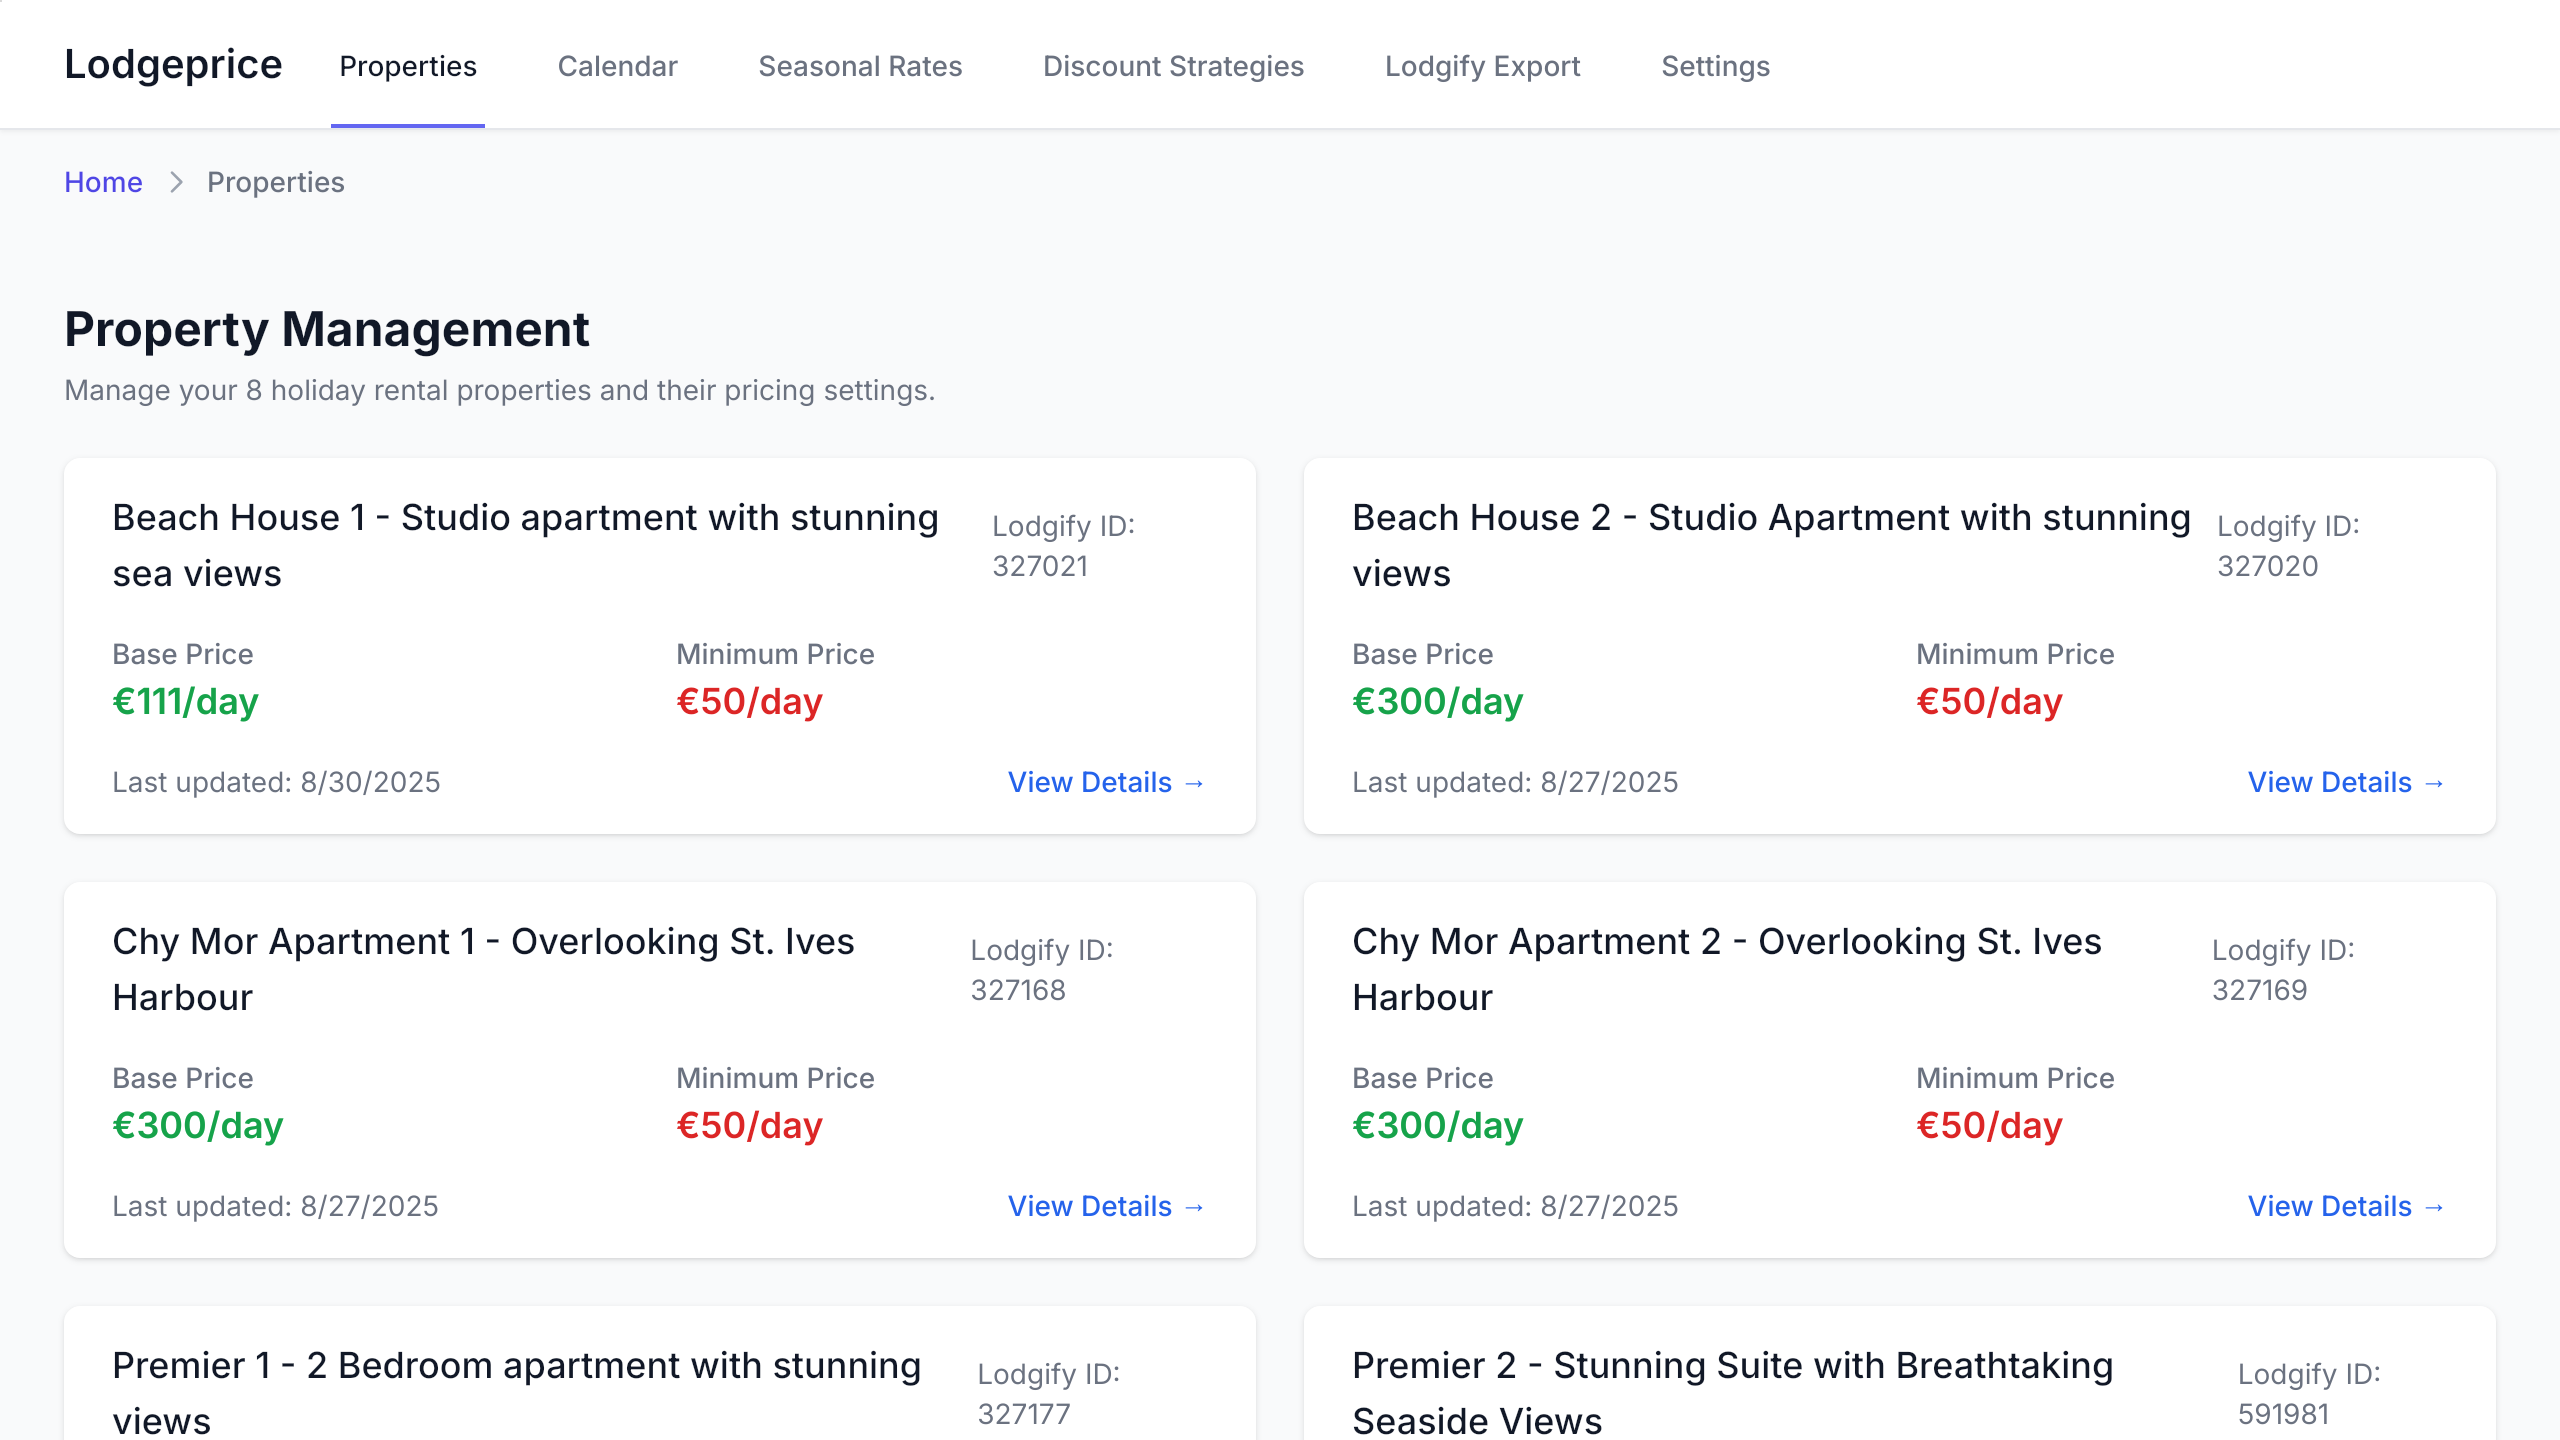 Lodgeprice Properties Calendar Seasonal Rates Discount Strategies Lodgify Export Settings
Home Properties
Property Management
Manage your 8 holiday rental properties and their pricing settings.
Beach House 1 - Studio apartment with stunning
sea views
Lodgify ID:
327021
Base Price
€111/day
Minimum Price
€50/day
Last updated: 8/30/2025
View Details →
Beach House 2 - Studio Apartment with stunning
views
Lodgify ID:
327020
Base Price
€300/day
Minimum Price
€50/day
Last updated: 8/27/2025
View Details →
Chy Mor Apartment 1 - Overlooking St. Ives
Harbour
Lodgify ID:
327168
Base Price
€300/day
Minimum Price
€50/day
Last updated: 8/27/2025
View Details →
Chy Mor Apartment 2 - Overlooking St. Ives
Harbour
Lodgify ID:
327169
Base Price
€300/day
Minimum Price
€50/day
Last updated: 8/27/2025
View Details →
Premier 1 - 2 Bedroom apartment with stunning
views
Lodgify ID:
327177
Premier 2 - Stunning Suite with Breathtaking
Seaside Views
Lodgify ID:
591981